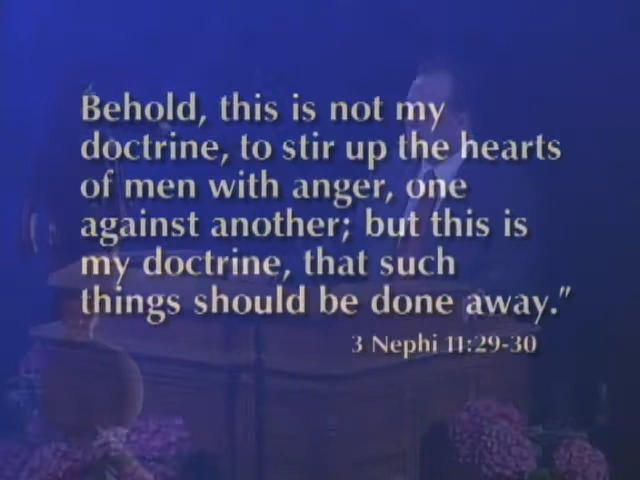 Behold, this is not my
doctrine, to stir up the hearts
of men with anger, one
against another; but this is
my doctrine, that such
things should be done away."
3 Nephi 11:29-30